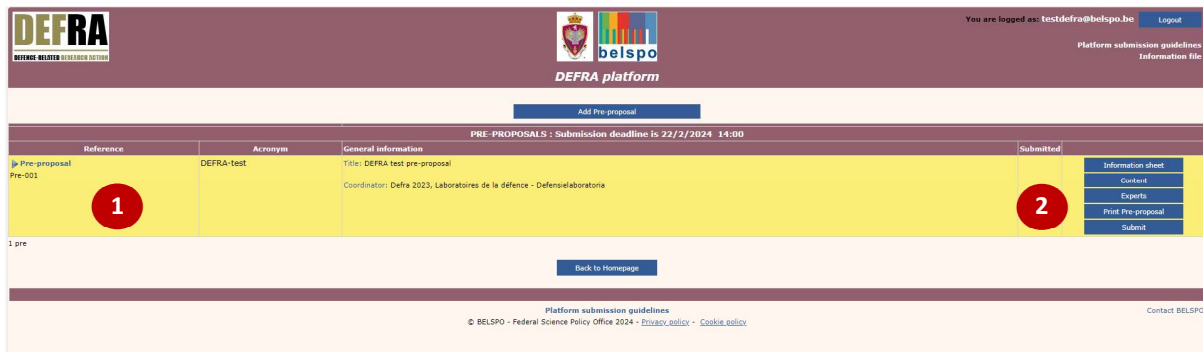 DEFRA
DEFENCE-RELATED RESEARCH ACTION
belspo
DEFRA platform
You are logged as: testdefra@belspo.be
Logout
Platform submission guidelines
Information file
Add Pre-proposal
PRE-PROPOSALS : Submission deadline is 22/2/2024 14:00
Reference Acronym General information Submitted
Pre-proposal DEFRA-test Title: DEFRA test pre-proposal
Pre-001
Coordinator: Defra 2023, Laboratoires de la défence - Defensielaboratoria
1
2
Information sheet
Content
Experts
Print Pre-proposal
Submit
1 pre
Back to Homepage
Platform submission guidelines
Contact BELSPO
© BELSPO - Federal Science Policy Office 2024 - Privacy policy - Cookie policy